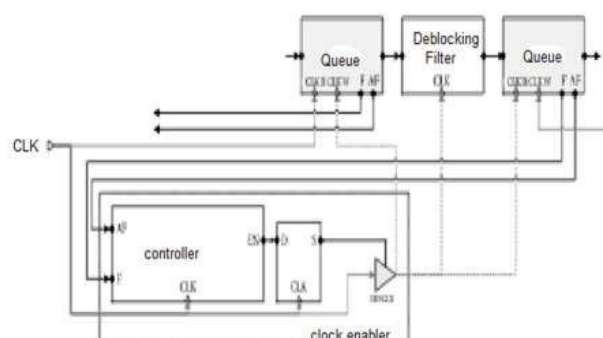 Deblocking
Filter
Queue
Queue
CLK
F AF
CLK
F AF
CLK
AF
controller
EN
D
S
F
CLK
clock enabler